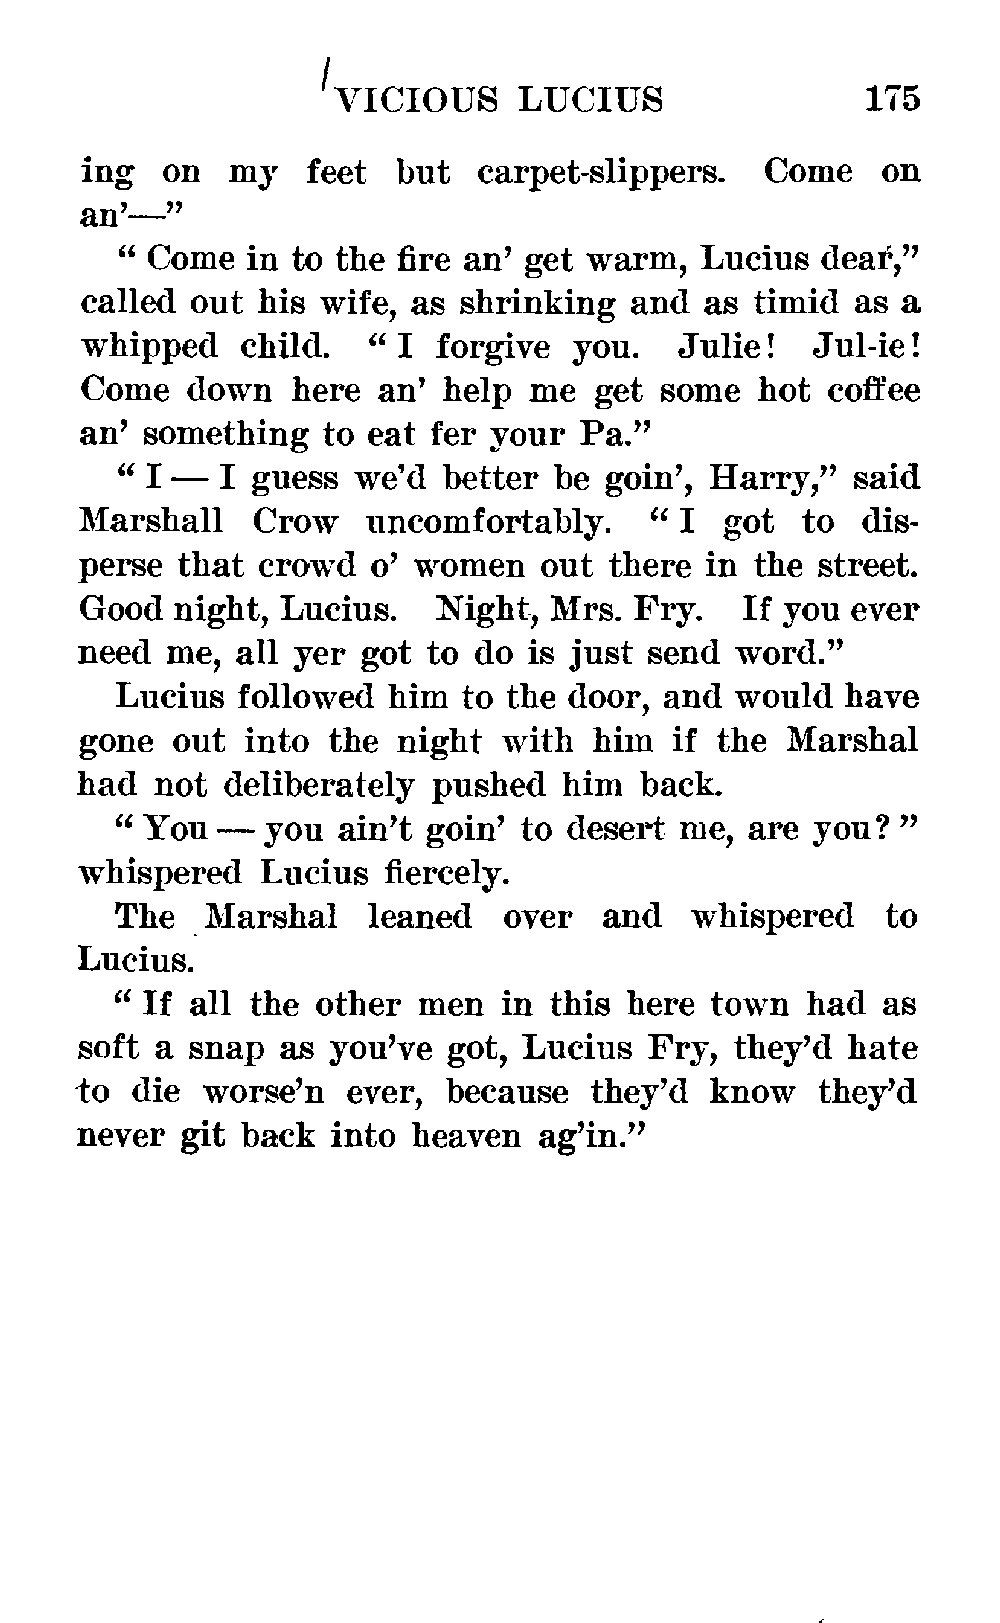 VICIOUS LUCIUS 175
ing on my feet but carpet-slippers. Come on
an'—"
" Come in to the fire an' get warm, Lucius dear,"
called out his wife, as shrinking and as timid as a
whipped child. " I forgive you. Julie! Jul-ie!
Come down here an' help me get some hot coffee
an' something to eat fer your Pa."
" I — I guess we'd better be goin', Harry," said
Marshall Crow uncomfortably. " I got to dis-
perse that crowd o' women out there in the street.
Good night, Lucius. Night, Mrs. Fry. If you ever
need me, all yer got to do is just send word."
Lucius followed him to the door, and would have
gone out into the night with him if the Marshal
had not deliberately pushed him back.
" You — you ain't goin' to desert me, are you? "
whispered Lucius fiercely.
The Marshal leaned over and whispered to
Lucius.
" If all the other men in this here town had as
soft a snap as you've got, Lucius Fry, they'd hate
to die worse'n ever, because they'd know they'd
never git back into heaven ag'in."